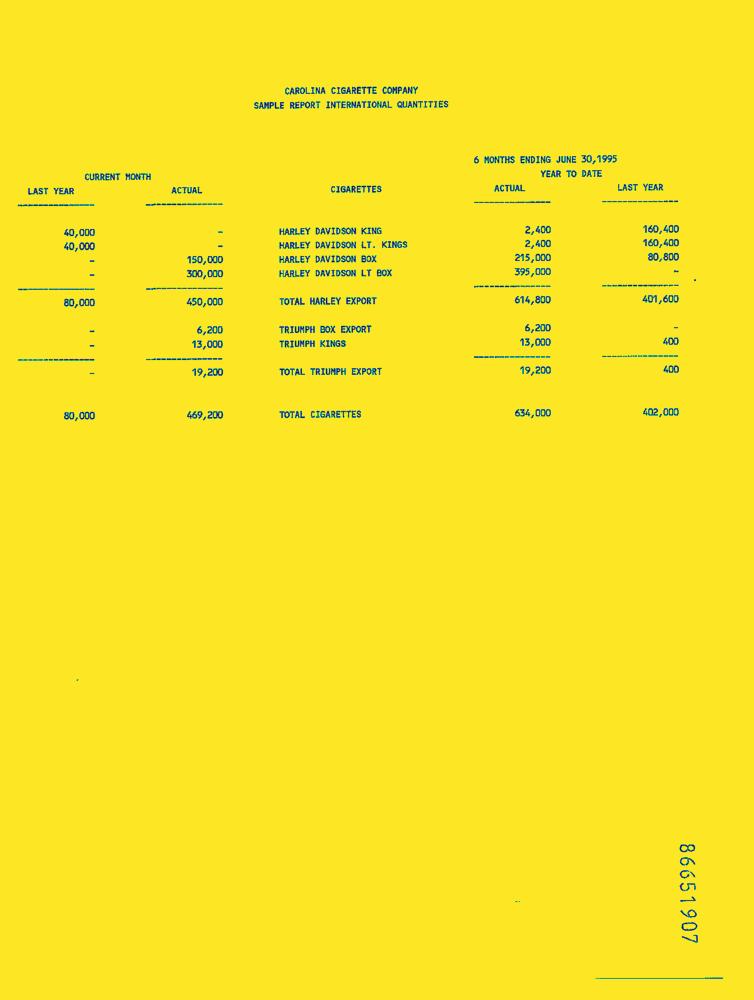 CAROLINA CIGARETTE COMPANY
SAMPLE REPORT INTERNATIONAL QUANTITIES
6 MONTHS ENDING JUNE 30,1995
CURRENT MONTH YEAR TO DATE
LAST YEAR ACTUAL CIGARETTES ACTUAL LAST YEAR
40,000 - HARLEY DAVIDSON KING 2,400 160,400
40,000 - HARLEY DAVIDSON LT. KINGS 2,400 160,400
- 150,000 HARLEY DAVIDSON BOX 215,000 80,800
- 300,000 HARLEY DAVIDSON LT BOX 395,000 -
80,000 450,000 TOTAL HARLEY EXPORT 614,800 401,600
- 6,200 TRIUMPH BOX EXPORT 6,200 -
- 13,000 TRIUMPH KINGS 13,000 400
- 19,200 TOTAL TRIUMPH EXPORT 19,200 400
80,000 469,200 TOTAL CIGARETTES 634,000 402,000
86651907